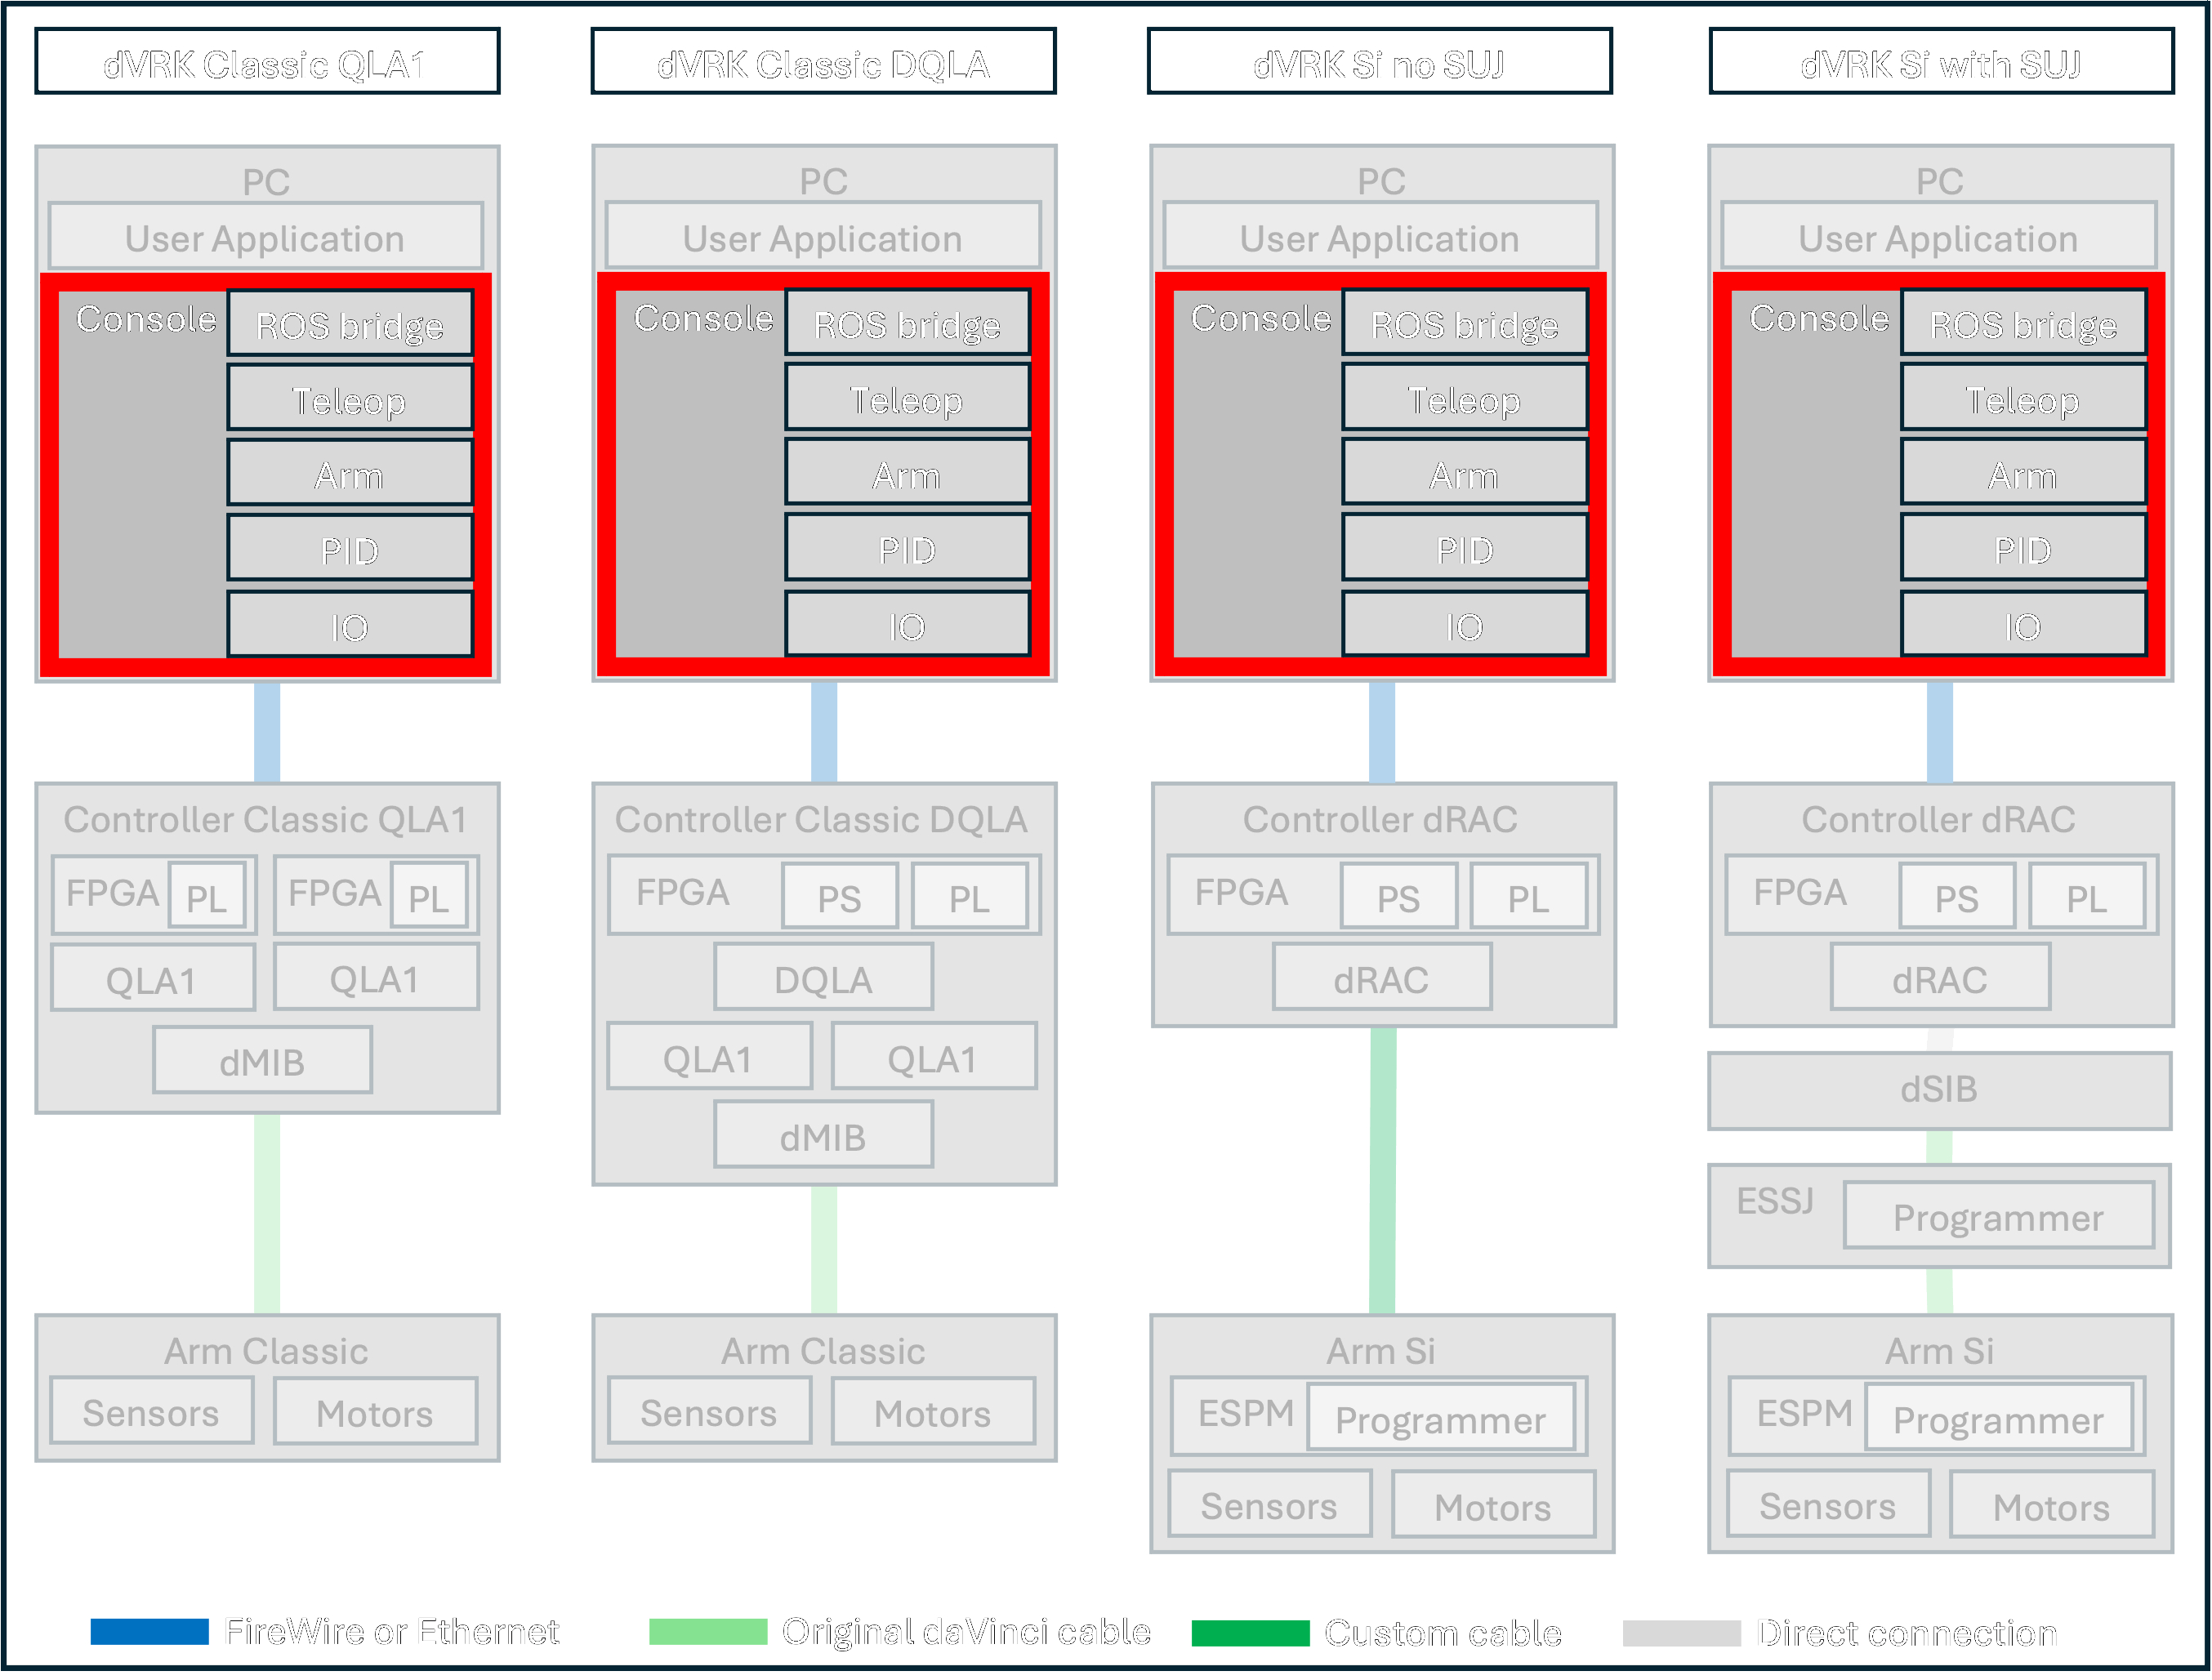 dVRK Classic QLA1
dVRK Classic DQLA
dVRK Si no SUJ
dVRK Si with SUJ
PC
User Application
Console
ROS bridge
Teleop
Arm
PID
IO
Controller Classic QLA1
FPGA PL
FPGA PL
QLA1
QLA1
dMIB
Arm Classic
Sensors
Motors
PC
User Application
Console
ROS bridge
Teleop
Arm
PID
IO
Controller Classic DQLA
FPGA
PS
PL
DQLA
QLA1
QLA1
dMIB
Arm Classic
Sensors
Motors
PC
User Application
Console
ROS bridge
Teleop
Arm
PID
IO
Controller dRAC
FPGA
PS
PL
dRAC
Arm Si
ESPM
Programmer
Sensors
Motors
PC
User Application
Console
ROS bridge
Teleop
Arm
PID
IO
Controller dRAC
FPGA
PS
PL
dRAC
dSIB
ESSJ
Programmer
Arm Si
ESPM
Programmer
Sensors
Motors
FireWire or Ethernet
Original daVinci cable
Custom cable
Direct connection